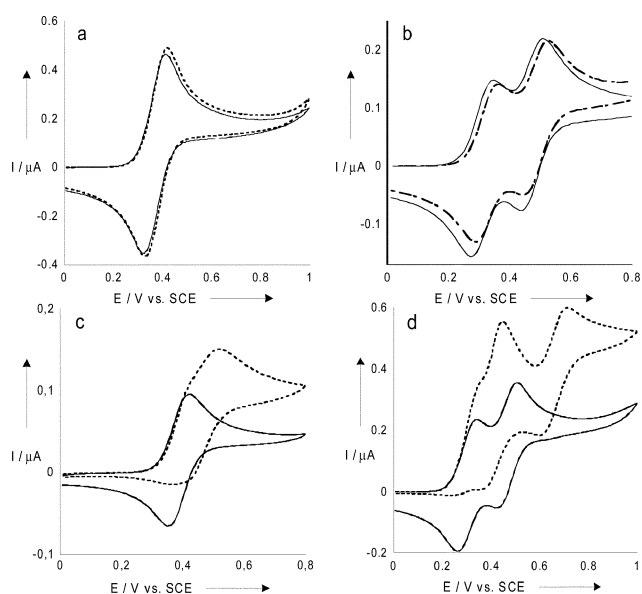 a
0.6
0.4
0.2
0
-0.2
-0.4
I / μA
0 0.2 0.4 0.6 0.8 1
E / V vs. SCE
b
0.2
0.1
0
-0.1
I / μA
0 0.2 0.4 0.6 0.8
E / V vs. SCE
c
0,2
0,1
0
-0,1
I / μA
0 0.2 0.4 0.6 0,8
E / V vs. SCE
d
0.6
0.4
0.2
0
-0.2
I / μA
0 0.2 0.4 0.6 0.8 1
E / V vs. SCE